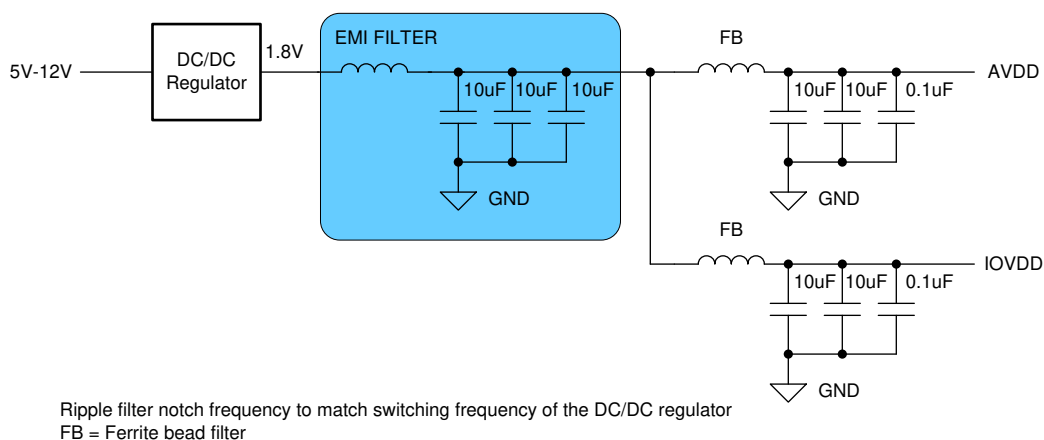 EMI FILTER
FB
5V-12V
DC/DC
Regulator
1.8V
10uF
10uF
10uF
10uF
10uF
0.1uF
AVDD
GND
GND
FB
10uF
10uF
0.1uF
IOVDD
GND
Ripple filter notch frequency to match switching frequency of the DC/DC regulator
FB = Ferrite bead filter